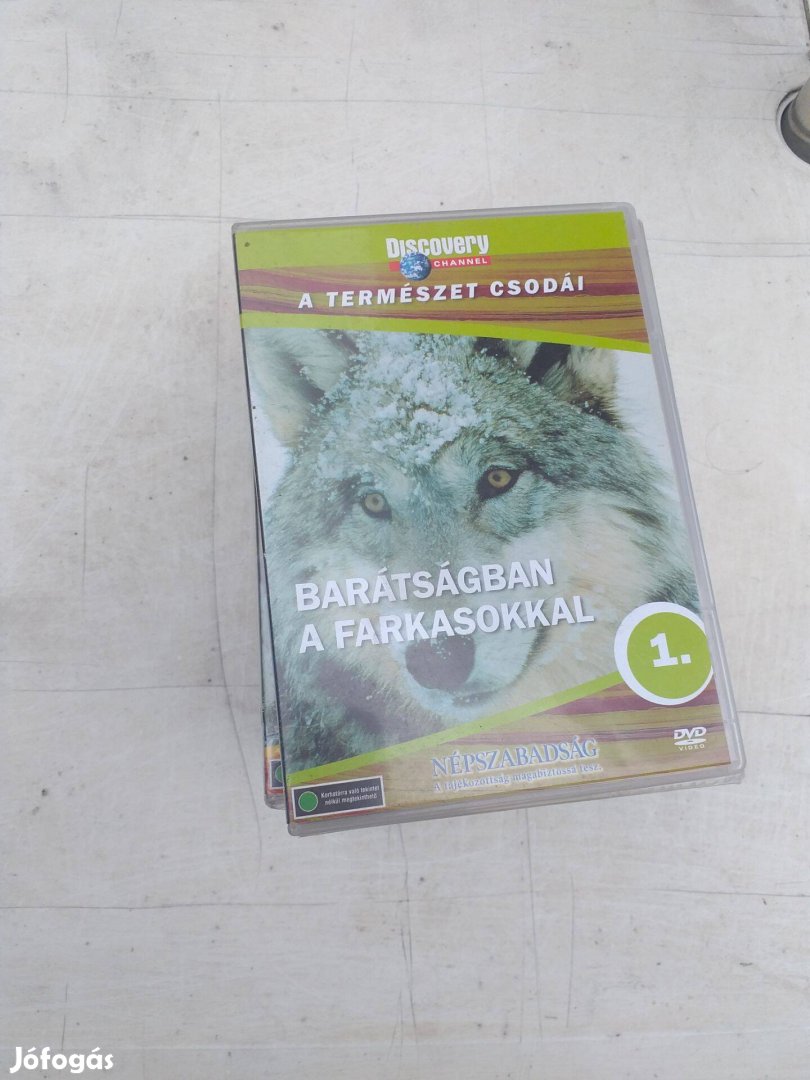 Discovery
CHANNEL
A TERMÉSZET CSODÁI
BARÁTSÁGBAN
A FARKASOKKAL
1.
DVD
VIDEO
NÉPSZABADSÁG
A tájékozottság magabiztossá tesz.
Korhatárra való tekintet
nélkül megtekinthető
Jófogás